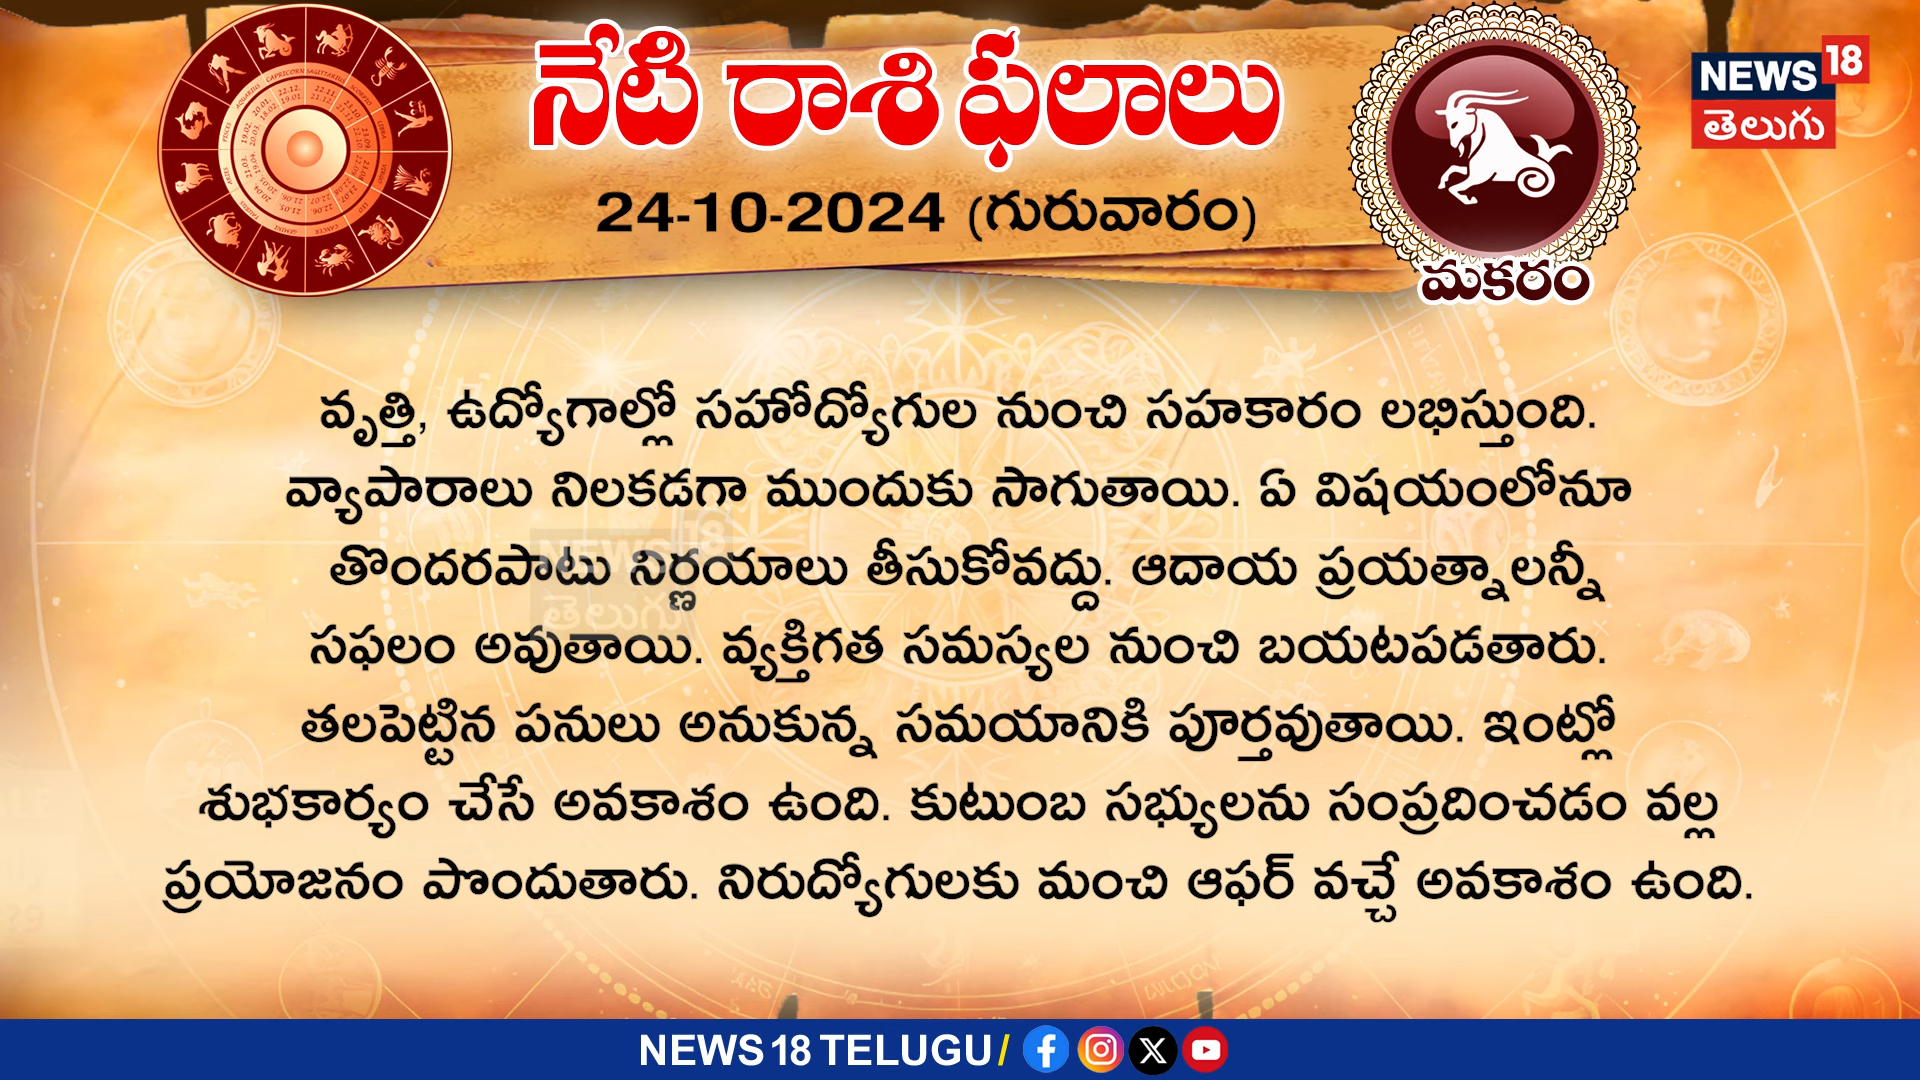 నేటి రాశి ఫలాలు
NEWS 18
తెలుగు
24-10-2024 (గురువారం)
మకరం
వృత్తి, ఉద్యోగాల్లో సహోద్యోగుల నుంచి సహకారం లభిస్తుంది.
వ్యాపారాలు నిలకడగా ముందుకు సాగుతాయి. ఏ విషయంలోనూ
తొందరపాటు నిర్ణయాలు తీసుకోవద్దు. ఆదాయ ప్రయత్నాలన్నీ
సఫలం అవుతాయి. వ్యక్తిగత సమస్యల నుంచి బయటపడతారు.
తలపెట్టిన పనులు అనుకున్న సమయానికి పూర్తవుతాయి. ఇంట్లో
శుభకార్యం చేసే అవకాశం ఉంది. కుటుంబ సభ్యులను సంప్రదించడం వల్ల
ప్రయోజనం పొందుతారు. నిరుద్యోగులకు మంచి ఆఫర్ వచ్చే అవకాశం ఉంది.
NEWS 18 TELUGU /